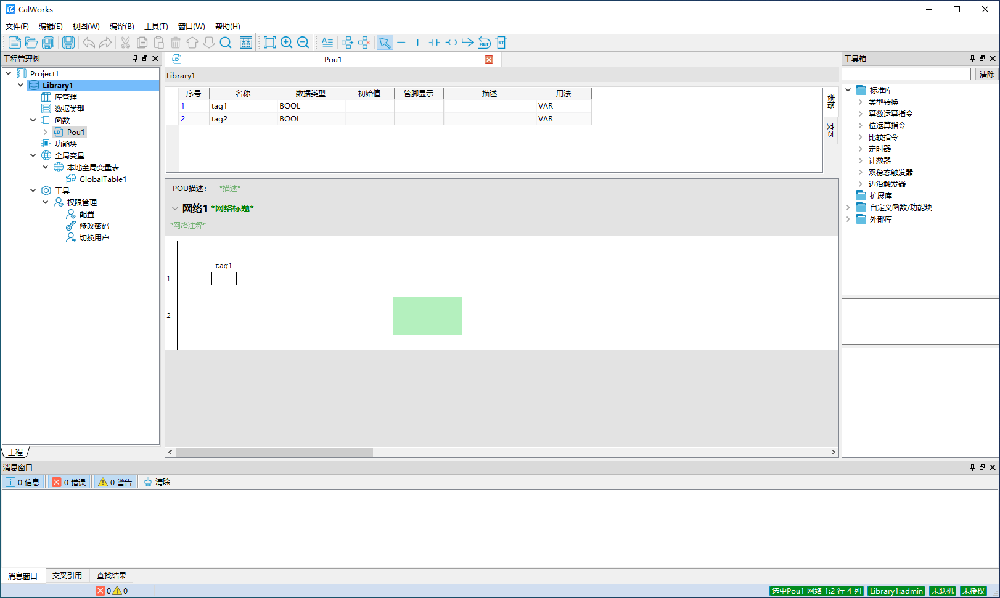 CalWorks
文件(F) 编辑(E) 视图(W) 编译(B) 工具(T) 窗口(W) 帮助(H)
RET ST
工程管理树
Project1
Library1
库管理
数据类型
函数
LD Pou1
功能块
全局变量
本地全局变量表
GlobalTable1
工具
权限管理
配置
修改密码
切换用户
工程
LD Pou1
Library1
序号 名称 数据类型 初始值 管脚显示 描述 用法
1 tag1 BOOL VAR
2 tag2 BOOL VAR
表格
文本
POU描述: *描述*
网络1 *网络标题*
*网络注释*
tag1
1
2
工具箱
清除
标准库
类型转换
算数运算指令
位运算指令
比较指令
定时器
计数器
双稳态触发器
边沿触发器
扩展库
自定义函数/功能块
外部库
消息窗口
0 信息 0 错误 0 警告 清除
消息窗口 交叉引用 查找结果
0 0 选中Pou1 网络 1:2 行 4 列 Library1:admin 未联机 未授权